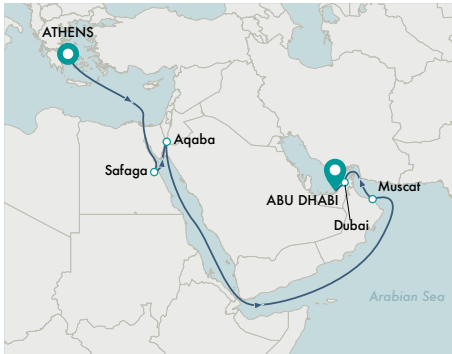 ATHENS
Aqaba
Safaga
ABU DHABI
Muscat
Dubai
Arabian Sea